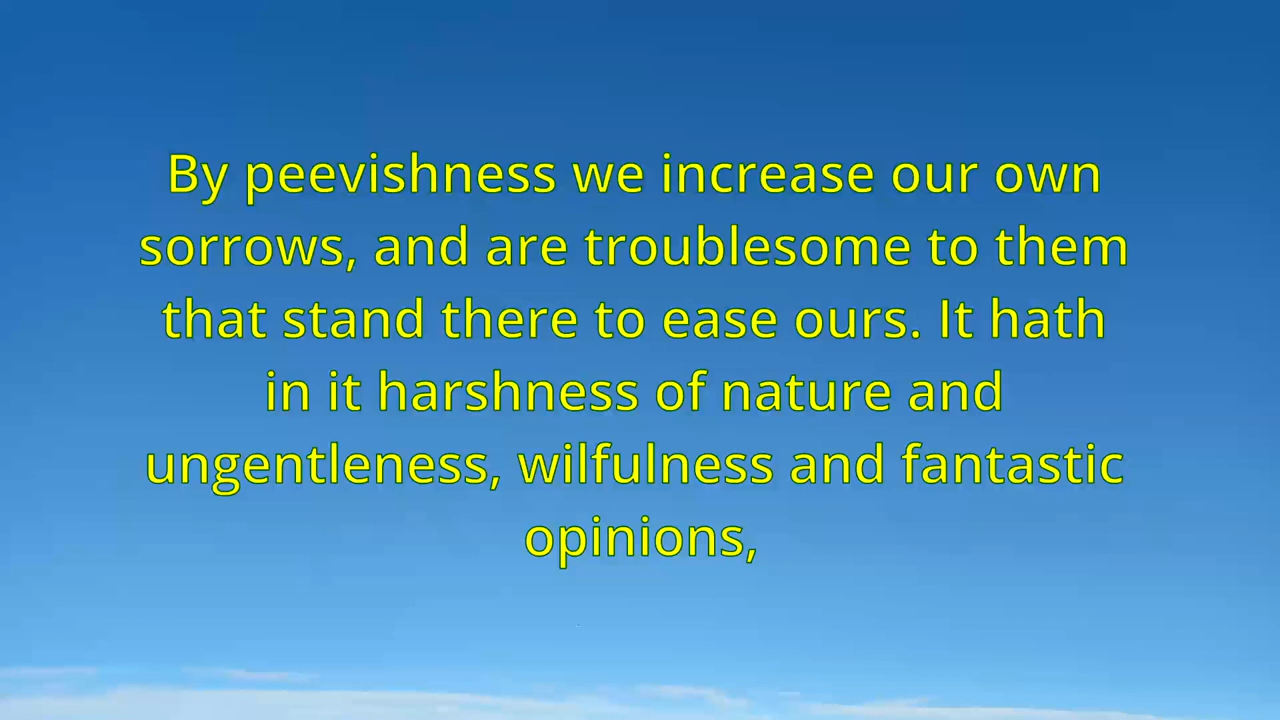 By peevishness we increase our own
sorrows, and are troublesome to them
that stand there to ease ours. It hath
in it harshness of nature and
ungentleness, wilfulness and fantastic
opinions,